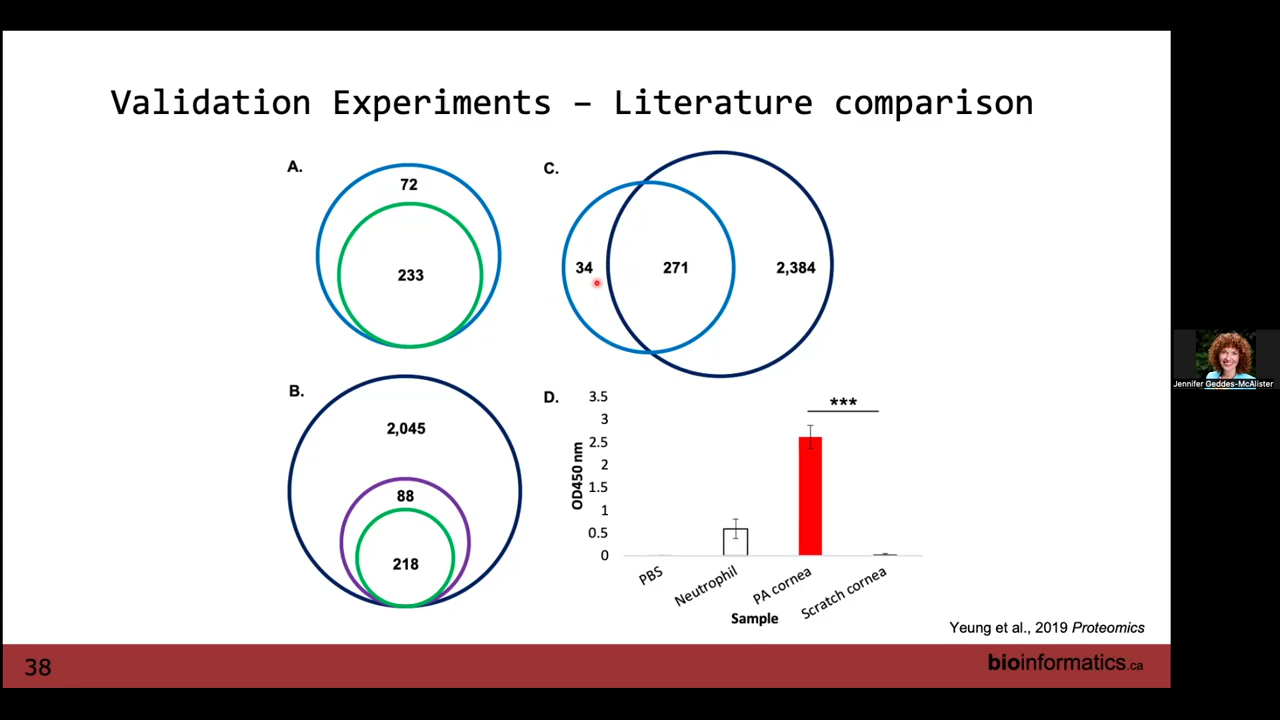 Validation Experiments – Literature comparison
A.
72
233
C.
34
271
2,384
B.
2,045
88
218
D.
3.5
3
2.5
2
1.5
1
0.5
0
OD450 nm
***
PBS
Neutrophil
PA cornea
Scratch cornea
Sample
Yeung et al., 2019 Proteomics
38
bioinformatics.ca
Jennifer Geddes-McAlister